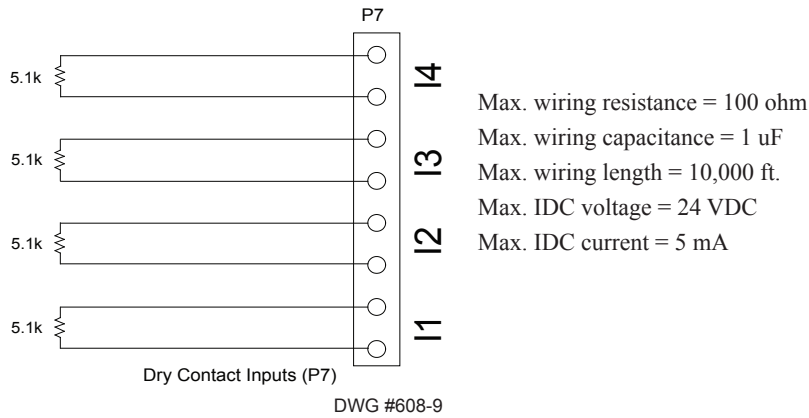 P7
5.1k
I4
5.1k
I3
5.1k
I2
5.1k
I1
Max. wiring resistance = 100 ohm
Max. wiring capacitance = 1 uF
Max. wiring length = 10,000 ft.
Max. IDC voltage = 24 VDC
Max. IDC current = 5 mA
Dry Contact Inputs (P7)
DWG #608-9